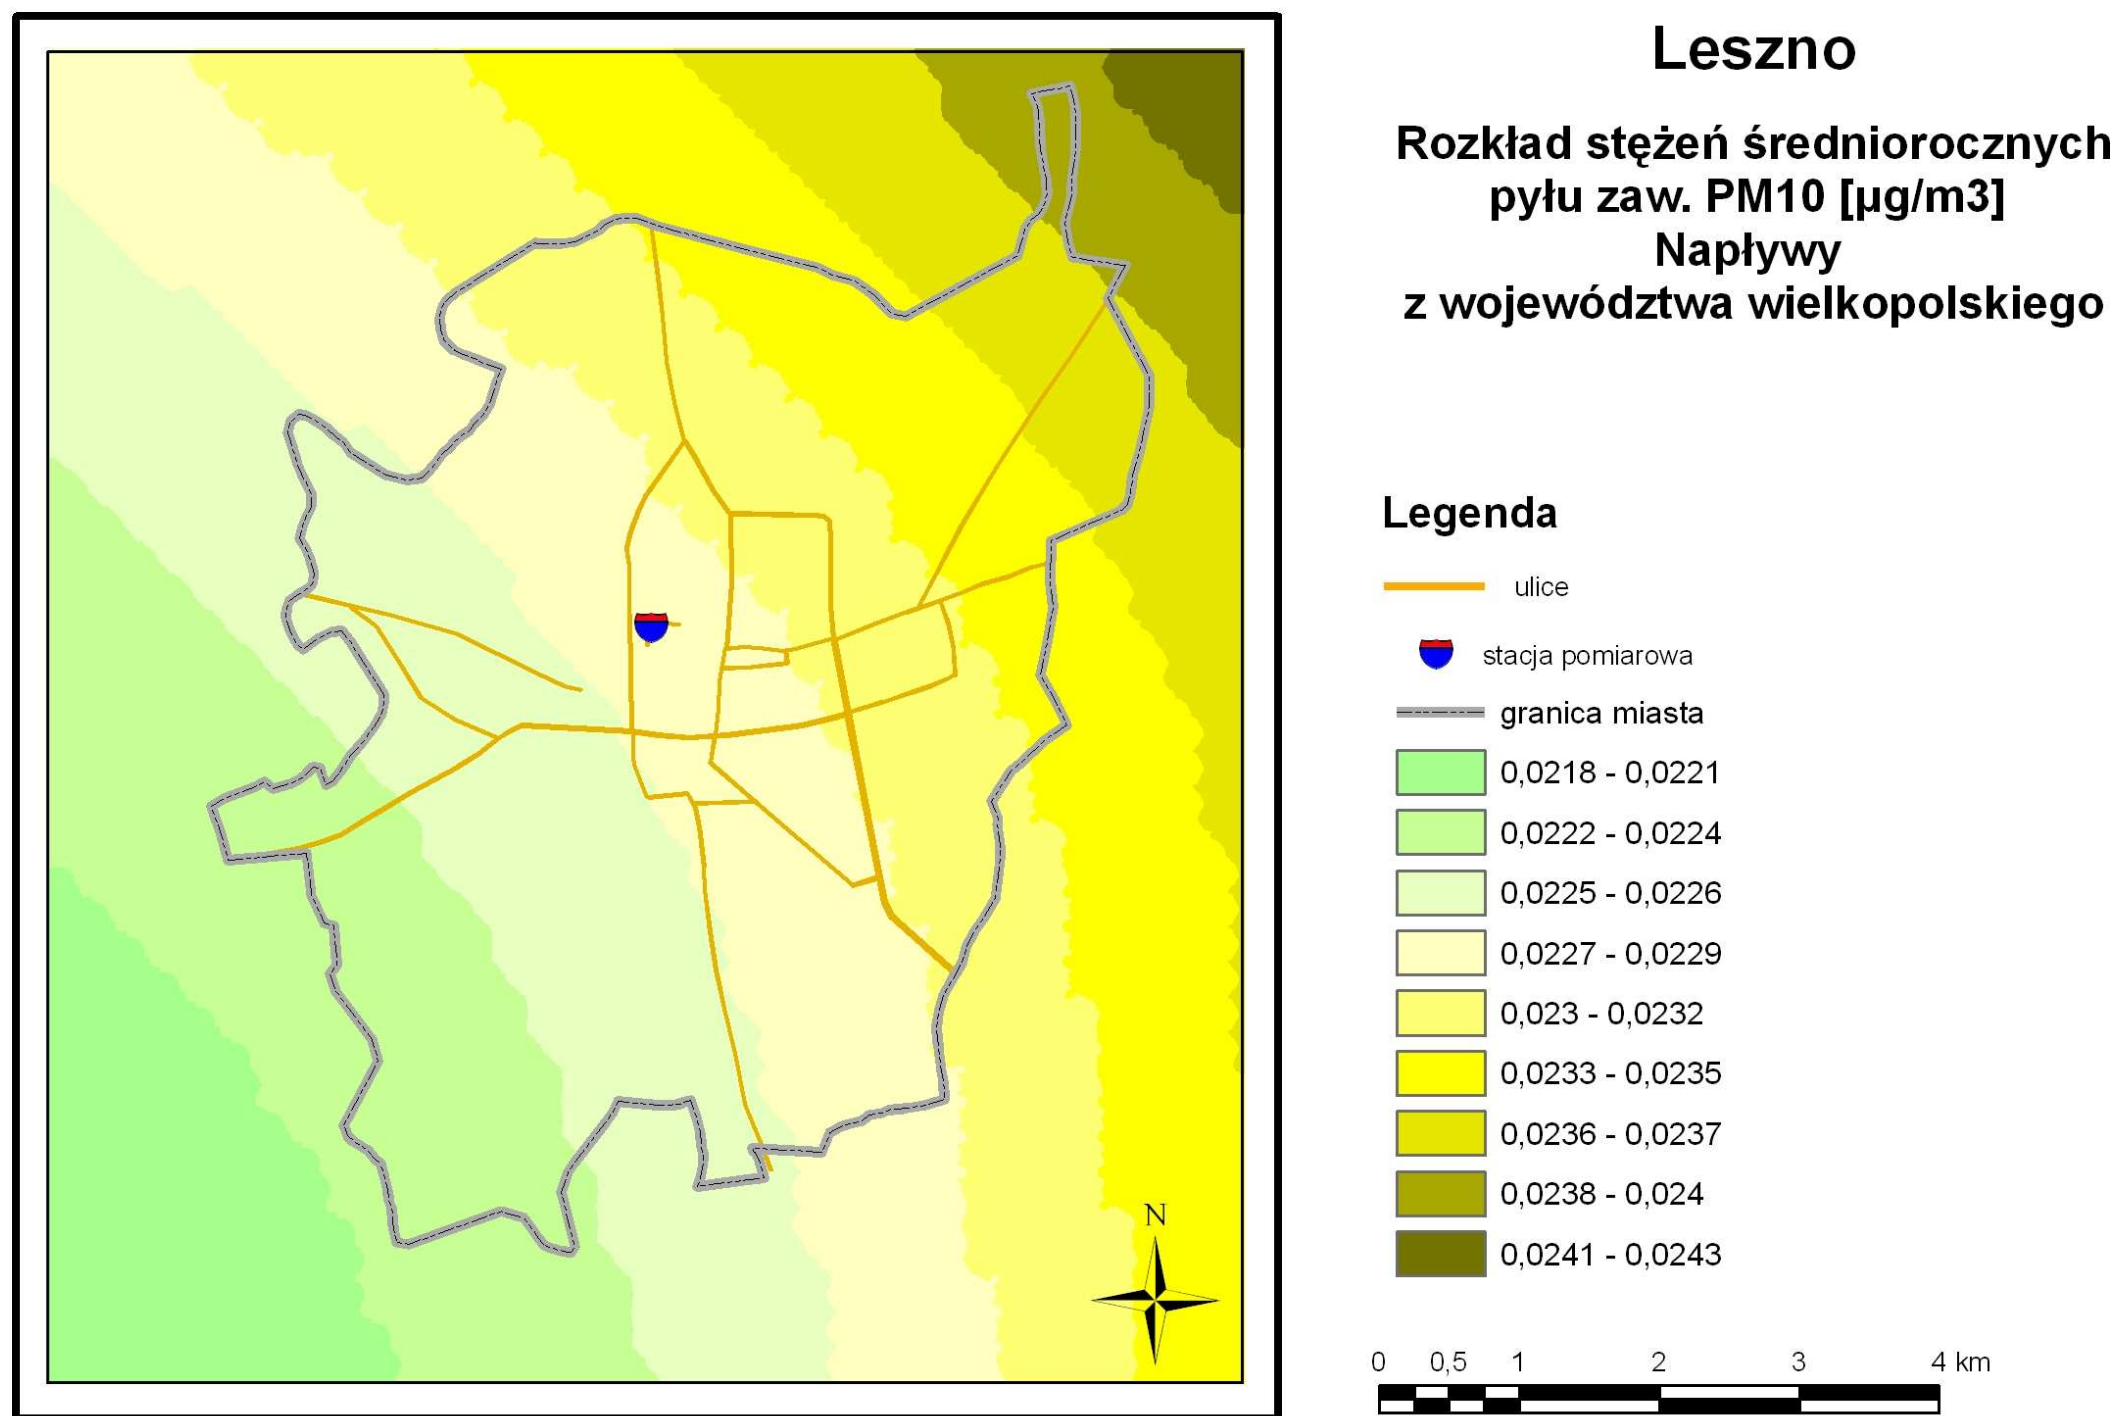 Leszno
Rozkład stężeń średniorocznych
pyłu zaw. PM10 [µg/m3]
Napływy
z województwa wielkopolskiego
Legenda
ulice
stacja pomiarowa
granica miasta
0,0218 - 0,0221
0,0222 - 0,0224
0,0225 - 0,0226
0,0227 - 0,0229
0,023 - 0,0232
0,0233 - 0,0235
0,0236 - 0,0237
0,0238 - 0,024
0,0241 - 0,0243
N
0 0,5 1 2 3 4 km